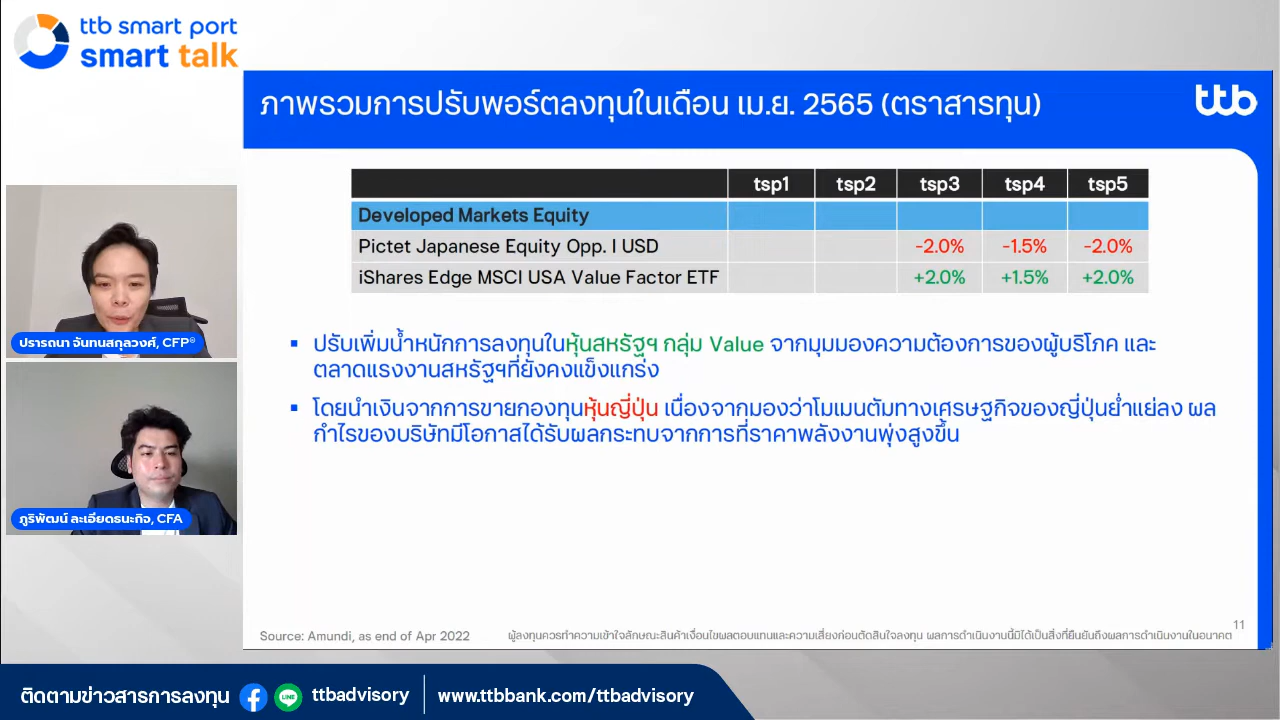 ttb smart port
smart talk
ภาพรวมการปรับพอร์ตลงทุนในเดือน เม.ย. 2565 (ตราสารทุน)
ttb
tsp1 tsp2 tsp3 tsp4 tsp5
Developed Markets Equity
Pictet Japanese Equity Opp. I USD -2.0% -1.5% -2.0%
iShares Edge MSCI USA Value Factor ETF +2.0% +1.5% +2.0%
▪ ปรับเพิ่มน้ำหนักการลงทุนในหุ้นสหรัฐฯ กลุ่ม Value จากมุมมองความต้องการของผู้บริโภค และ
ตลาดแรงงานสหรัฐฯที่ยังคงแข็งแกร่ง
▪ โดยนำเงินจากการขายกองทุนหุ้นญี่ปุ่น เนื่องจากมองว่าโมเมนตัมทางเศรษฐกิจของญี่ปุ่นย่ำแย่ลง ผล
กำไรของบริษัทมีโอกาสได้รับผลกระทบจากการที่ราคาพลังงานพุ่งสูงขึ้น
ปรารถนา จันทนสกุลวงศ์, CFP®
ภูริพัฒน์ ละเอียดธนะกิจ, CFA
Source: Amundi, as end of Apr 2022
ผู้ลงทุนควรทำความเข้าใจลักษณะสินค้าเงื่อนไขผลตอบแทนและความเสี่ยงก่อนตัดสินใจลงทุน ผลการดำเนินงานนี้มิได้เป็นสิ่งที่ยืนยันถึงผลการดำเนินงานในอนาคต
11
ติดตามข่าวสารการลงทุน ttbadvisory www.ttbbank.com/ttbadvisory